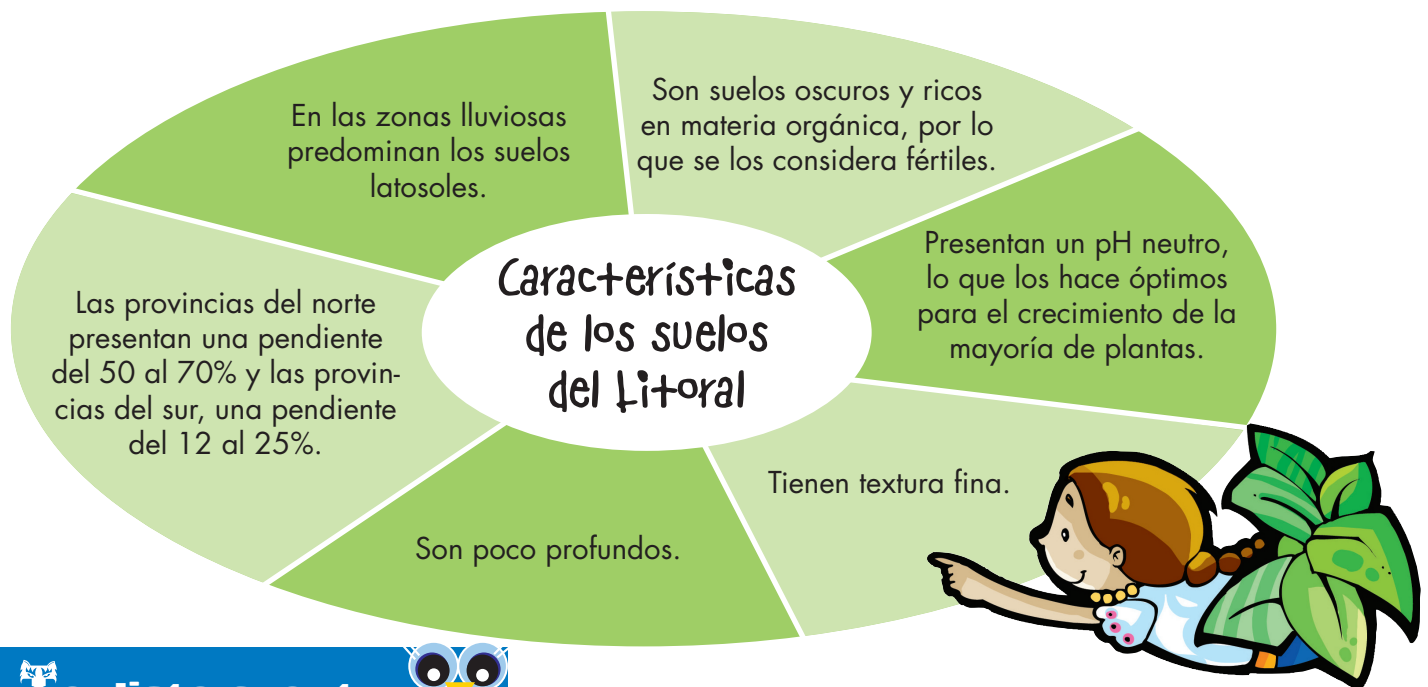 Características
de los suelos
del Litoral
En las zonas lluviosas
predominan los suelos
latosoles.
Son suelos oscuros y ricos
en materia orgánica, por lo
que se los considera fértiles.
Presentan un pH neutro,
lo que los hace óptimos
para el crecimiento de la
mayoría de plantas.
Tienen textura fina.
Son poco profundos.
Las provincias del norte
presentan una pendiente
del 50 al 70% y las provin-
cias del sur, una pendiente
del 12 al 25%.